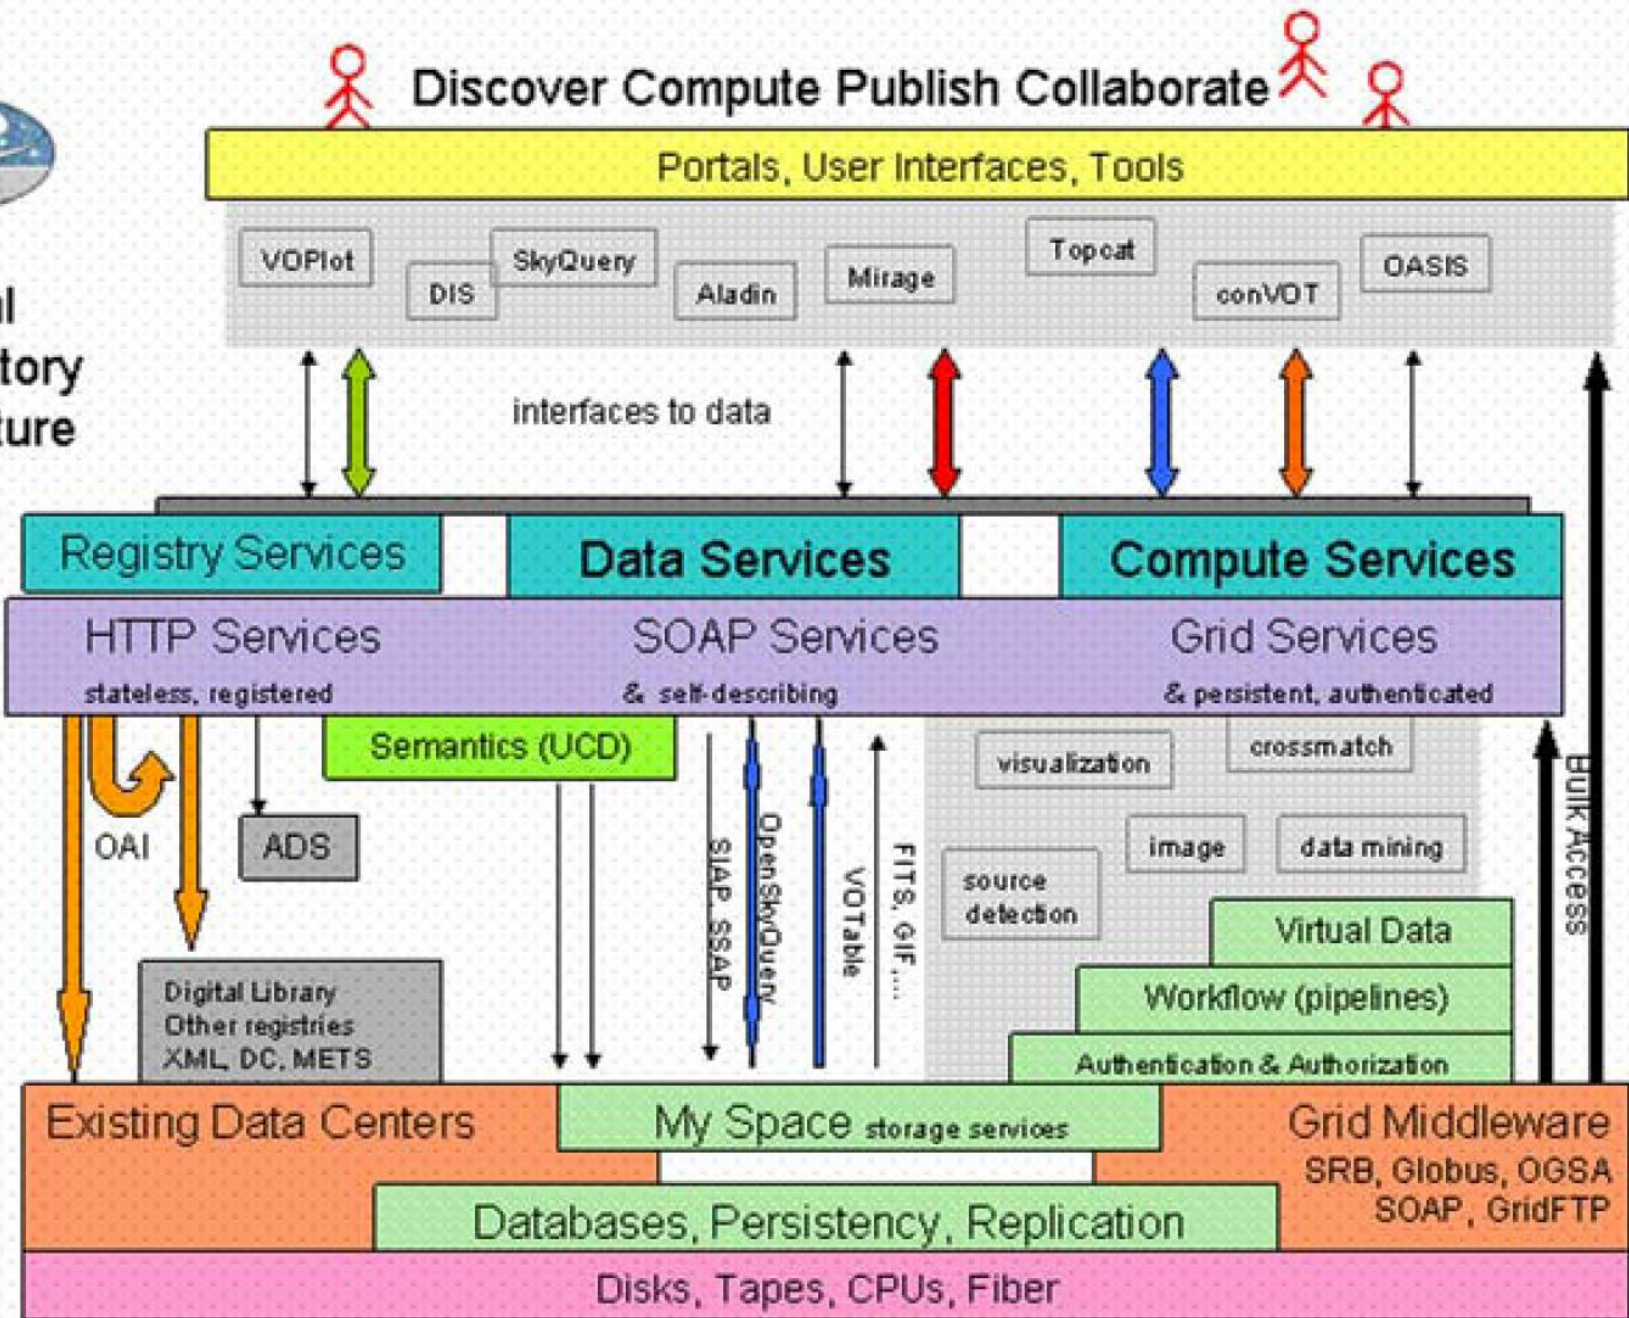 Discover Compute Publish Collaborate
Portals, User Interfaces, Tools
VOPlot
DIS
SkyQuery
Aladin
Mirage
Topcat
conVOT
OASIS
tory
ture
interfaces to data
Registry Services
Data Services
Compute Services
HTTP Services
SOAP Services
Grid Services
stateless, registered
& self-describing
& persistent, authenticated
Semantics (UCD)
OAI
ADS
Digital Library
Other registries
XML, DC, METS
SIAP, SSAP
OpenSkyQuery
VOTable
FITS, GIF,...
visualization
crossmatch
image
data mining
source
detection
Virtual Data
Workflow (pipelines)
Authentication & Authorization
Bulk Access
Existing Data Centers
My Space storage services
Grid Middleware
SRB, Globus, OGSA
SOAP, GridFTP
Databases, Persistency, Replication
Disks, Tapes, CPUs, Fiber